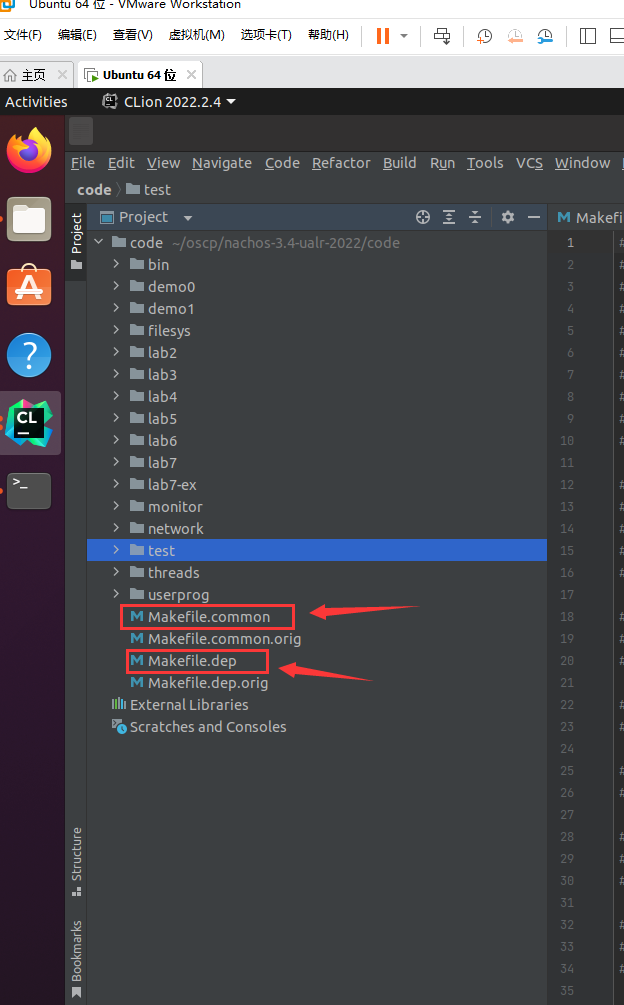 Ubuntu 64 位 - VMware Workstation
文件(F) 编辑(E) 查看(V) 虚拟机(M) 选项卡(T) 帮助(H)
主页 Ubuntu 64 位
Activities CLion 2022.2.4
File Edit View Navigate Code Refactor Build Run Tools VCS Window
code test
Project Project Makefi
code ~/oscp/nachos-3.4-ualr-2022/code 1 #
bin 2 #
demo0 3 #
demo1 4 #
filesys 5 #
lab2 6 #
lab3 7 #
lab4 8 #
lab5 9 #
lab6 10 #
lab7 11
lab7-ex 12 #
monitor 13 #
network 14 #
test 15 #
threads 16 #
userprog 17
Makefile.common 18 #
Makefile.common.orig 19 #
Makefile.dep 20 #
Makefile.dep.orig 21
External Libraries 22 #
Scratches and Consoles 23 #
24
25 #
26 #
27
Structure 28 #
29 #
30 #
31
Bookmarks 32 #
33 #
34 #
35
CL